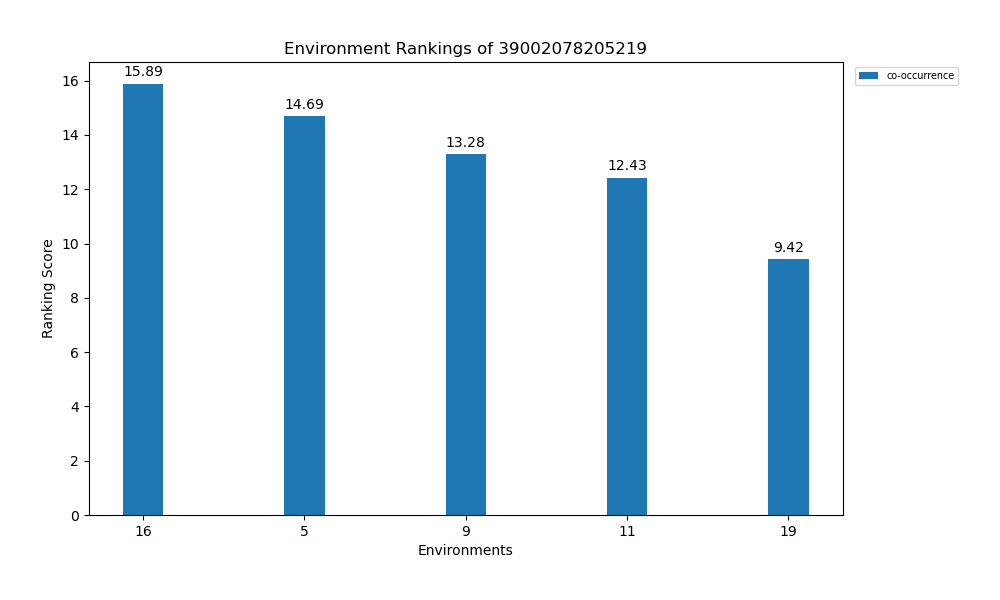 Environment Rankings of 39002078205219
co-occurrence
Ranking Score
16
14
12
10
8
6
4
2
0
15.89
14.69
13.28
12.43
9.42
16 5 9 11 19
Environments